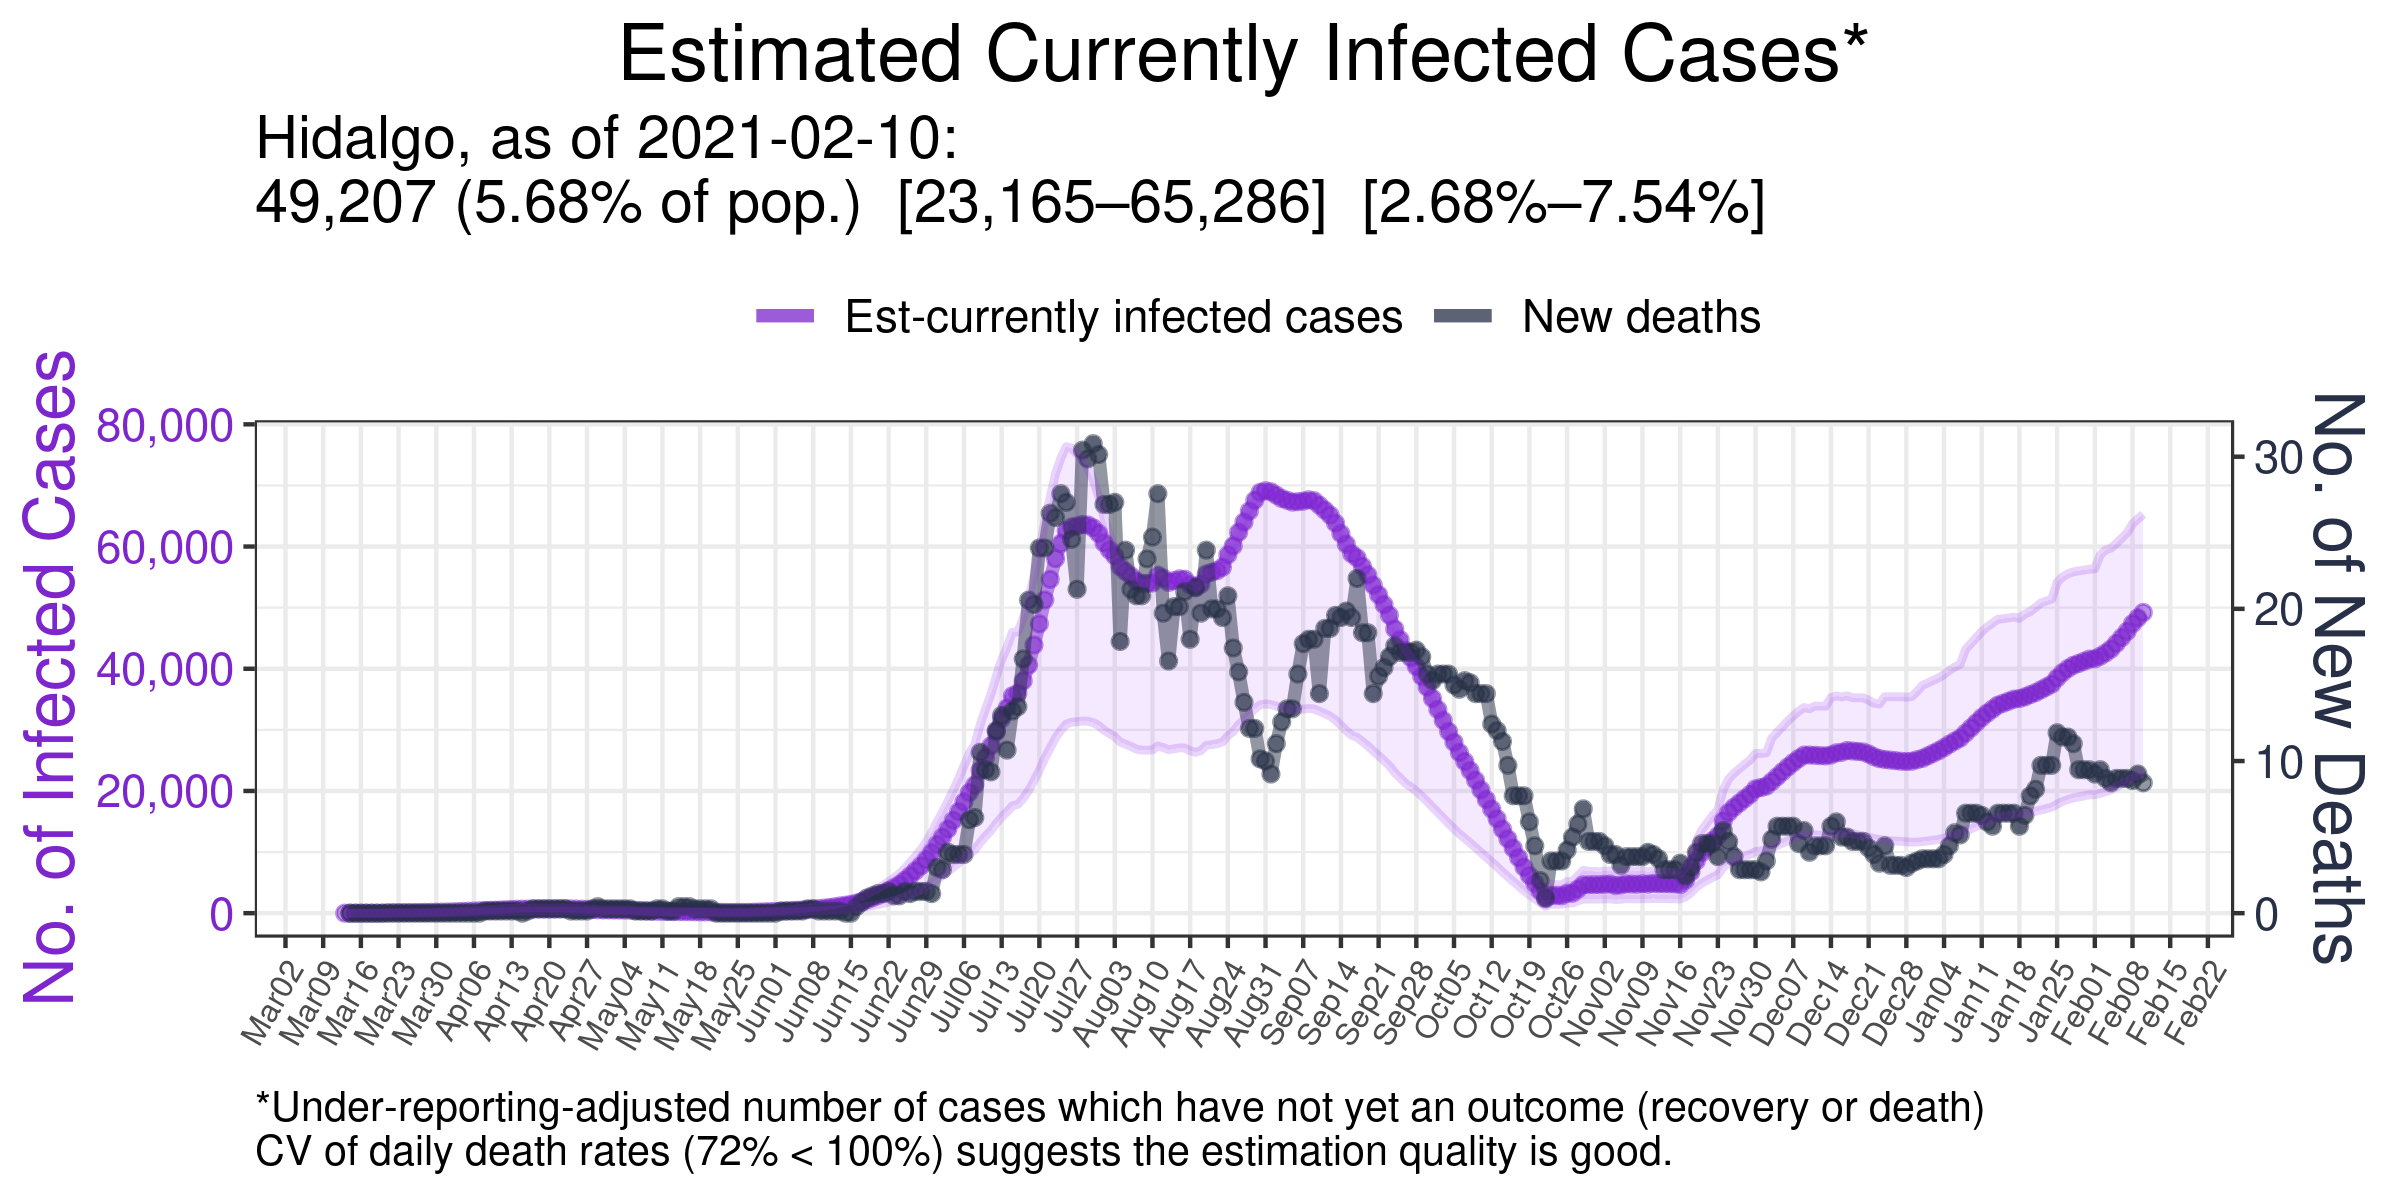 Estimated Currently Infected Cases*
Hidalgo, as of 2021-02-10:
49,207 (5.68% of pop.) [23,165–65,286] [2.68%–7.54%]
Est-currently infected cases
New deaths
No. of Infected Cases
80,000
60,000
40,000
20,000
0
30
20
10
0
No. of New Deaths
Mar02
Mar09
Mar16
Mar23
Mar30
Apr06
Apr13
Apr20
Apr27
May04
May11
May18
May25
Jun01
Jun08
Jun15
Jun22
Jun29
Jul06
Jul13
Jul20
Jul27
Aug03
Aug10
Aug17
Aug24
Aug31
Sep07
Sep14
Sep21
Sep28
Oct05
Oct12
Oct19
Oct26
Nov02
Nov09
Nov16
Nov23
Nov30
Dec07
Dec14
Dec21
Dec28
Jan04
Jan11
Jan18
Jan25
Feb01
Feb08
Feb15
Feb22
*Under-reporting-adjusted number of cases which have not yet an outcome (recovery or death)
CV of daily death rates (72% < 100%) suggests the estimation quality is good.